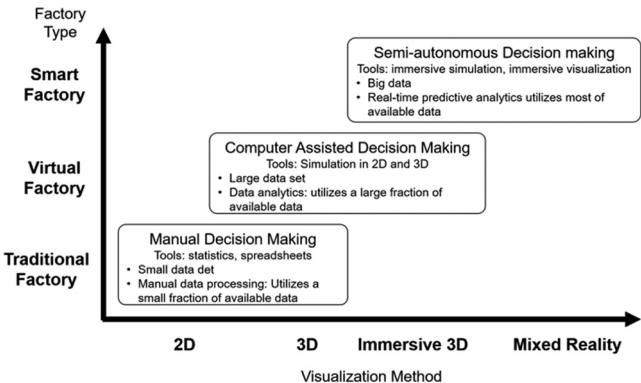 Factory
Type
Semi-autonomous Decision making
Tools: immersive simulation, immersive visualization
• Big data
• Real-time predictive analytics utilizes most of
available data
Smart
Factory
Computer Assisted Decision Making
Tools: Simulation in 2D and 3D
• Large data set
• Data analytics: utilizes a large fraction of
available data
Virtual
Factory
Manual Decision Making
Tools: statistics, spreadsheets
• Small data det
• Manual data processing: Utilizes a
small fraction of available data
Traditional
Factory
2D 3D Immersive 3D Mixed Reality
Visualization Method